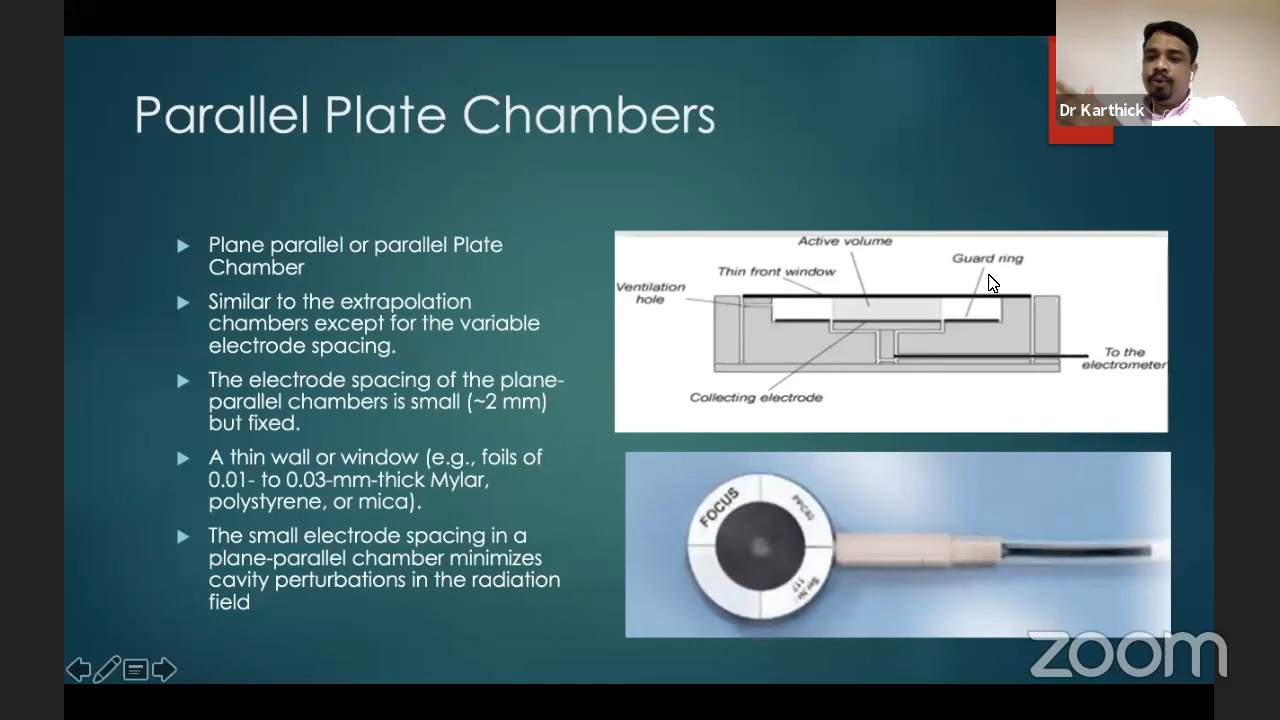 Parallel Plate Chambers
Dr Karthick
Plane parallel or parallel Plate
Chamber
Similar to the extrapolation
chambers except for the variable
electrode spacing.
The electrode spacing of the plane-
parallel chambers is small (~2 mm)
but fixed.
A thin wall or window (e.g., foils of
0.01- to 0.03-mm-thick Mylar,
polystyrene, or mica).
The small electrode spacing in a
plane-parallel chamber minimizes
cavity perturbations in the radiation
field
Active volume
Guard ring
Thin front window
Ventilation
hole
To the
electrometer
Collecting electrode
FOCUS
PPC40
Ser.Nr
117
zoom